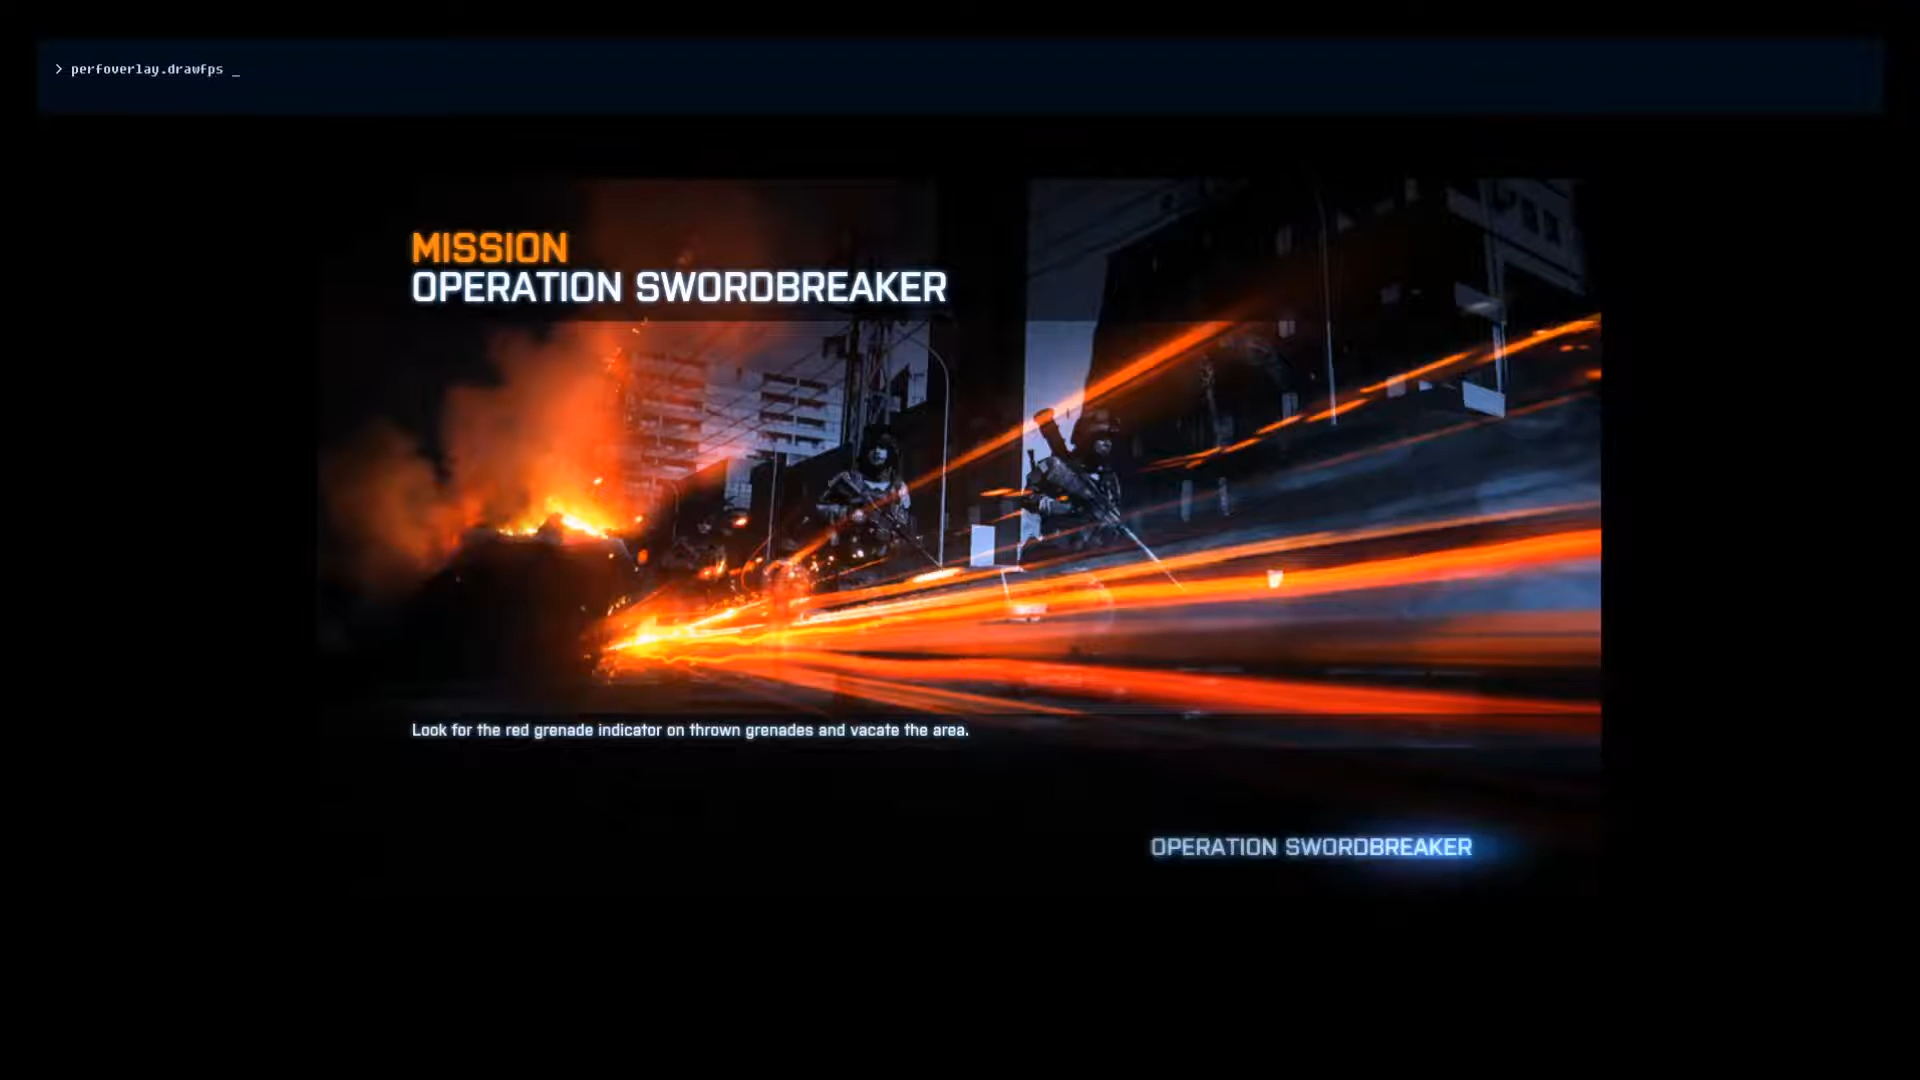 > perfoverlay.drawfps _
MISSION
OPERATION SWORDBREAKER
Look for the red grenade indicator on thrown grenades and vacate the area.
OPERATION SWORDBREAKER